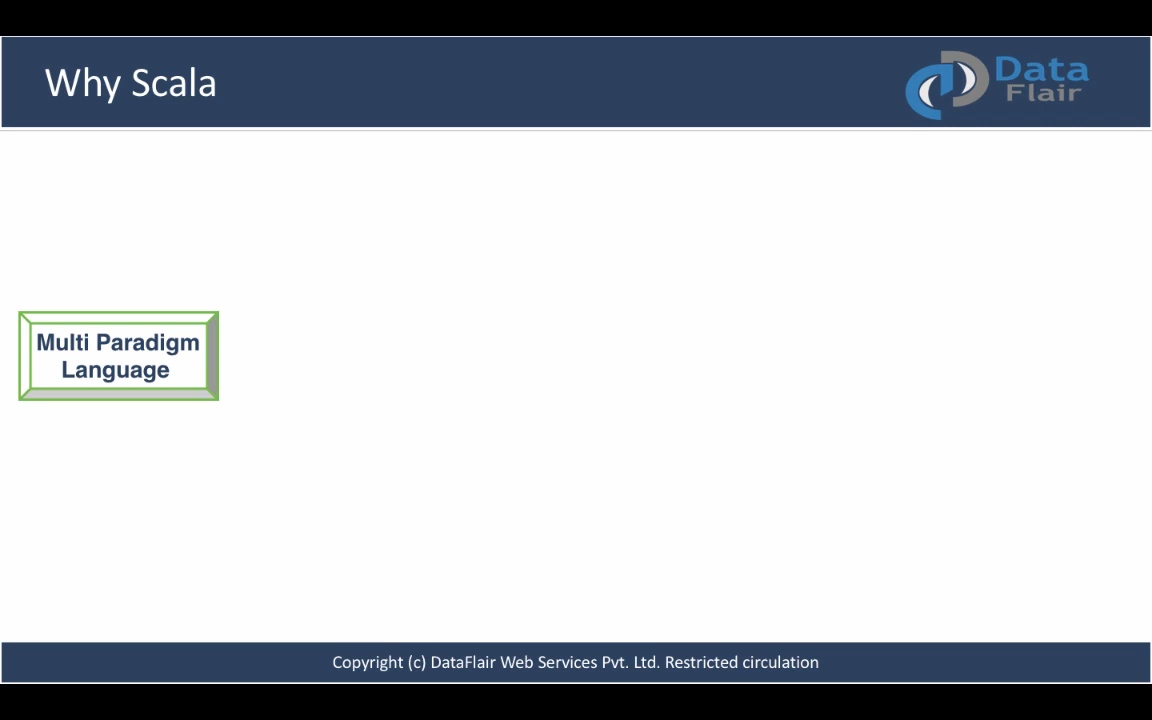 Why Scala
Data
Flair
Multi Paradigm
Language
Copyright (c) DataFlair Web Services Pvt. Ltd. Restricted circulation